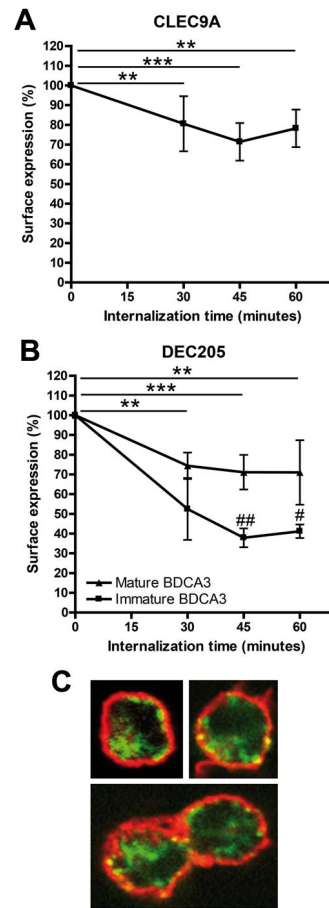 A
CLEC9A
Surface expression (%)
120
110
100
90
80
70
60
50
40
30
20
10
0
**
***
**
0 15 30 45 60
Internalization time (minutes)
B
DEC205
Surface expression (%)
120
110
100
90
80
70
60
50
40
30
20
10
0
**
***
**
## #
Mature BDCA3
Immature BDCA3
0 15 30 45 60
Internalization time (minutes)
C